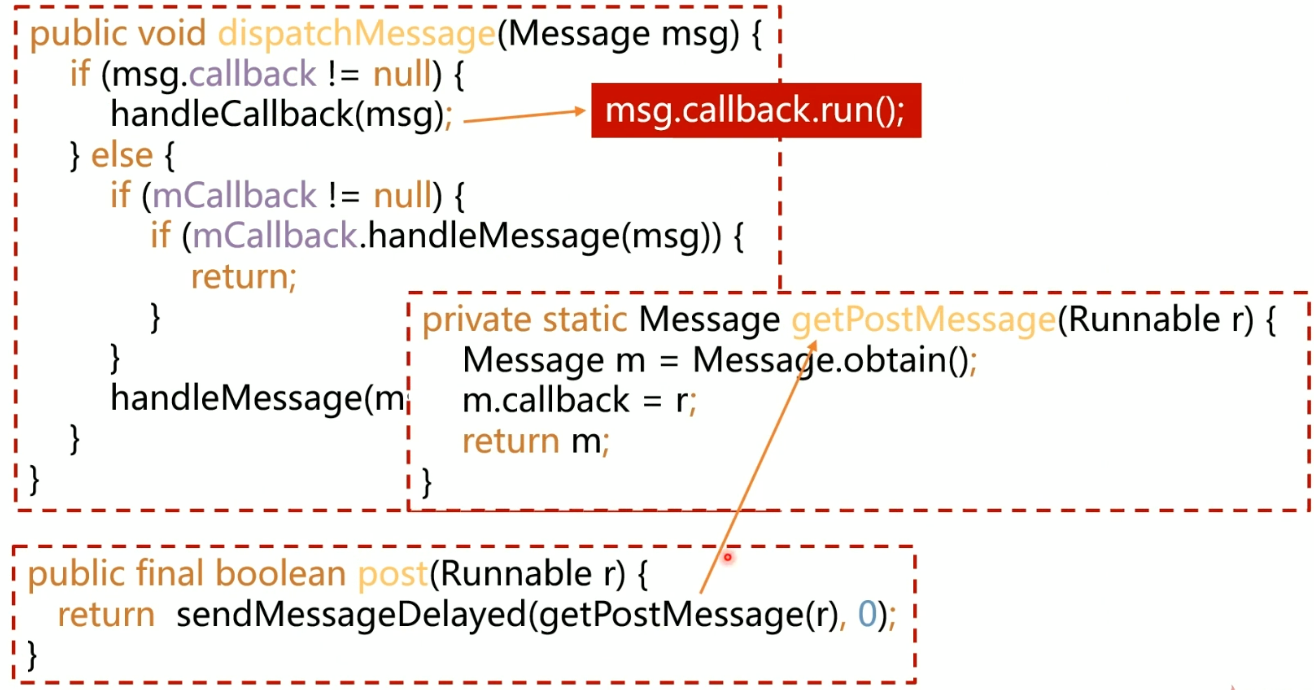 public void dispatchMessage(Message msg) {
if (msg.callback != null) {
handleCallback(msg);
msg.callback.run();
} else {
if (mCallback != null) {
if (mCallback.handleMessage(msg)) {
return;
}
}
handleMessage(m
}
}
private static Message getPostMessage(Runnable r) {
Message m = Message.obtain();
m.callback = r;
return m;
}
public final boolean post(Runnable r) {
return sendMessageDelayed(getPostMessage(r), 0);
}